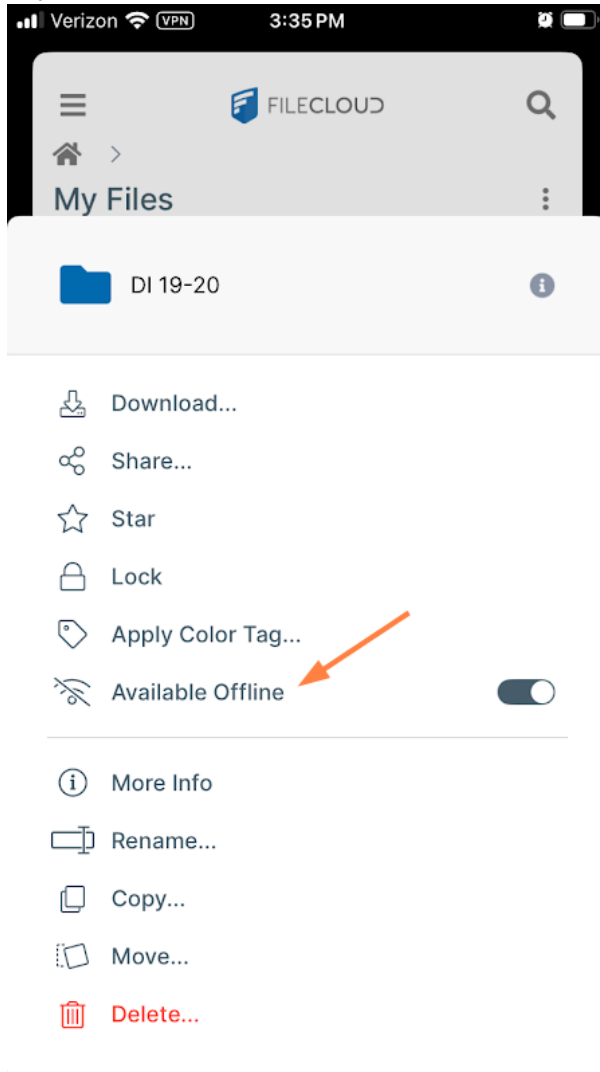 Verizon VPN 3:35 PM
FILECLOUD
My Files
DI 19-20
Download...
Share...
Star
Lock
Apply Color Tag...
Available Offline
More Info
Rename...
Copy...
Move...
Delete...